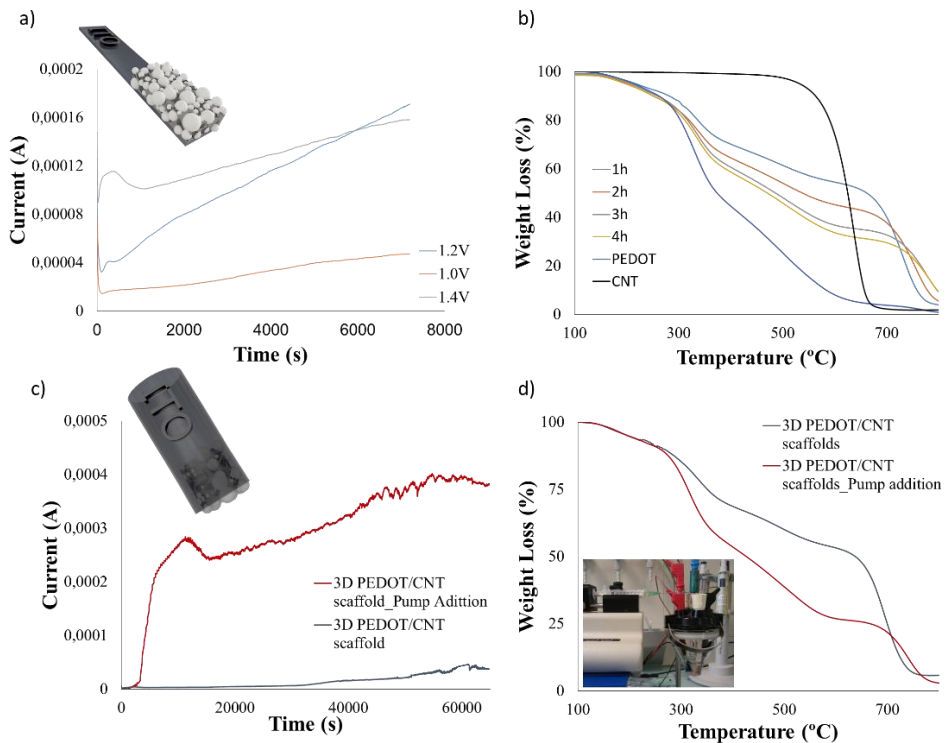 a)
ITO
0,0002
0,00016
0,00012
0,00008
0,00004
0
Current (A)
1.2V
1.0V
1.4V
0
2000
4000
6000
8000
Time (s)
b)
100
80
60
40
20
0
Weight Loss (%)
1h
2h
3h
4h
PEDOT
CNT
100
300
500
700
Temperature (ºC)
c)
ITO
0,0005
0,0004
0,0003
0,0002
0,0001
0
Current (A)
3D PEDOT/CNT
scaffold_Pump Adittion
3D PEDOT/CNT
scaffold
0
20000
40000
60000
Time (s)
d)
100
75
50
25
0
Weight Loss (%)
3D PEDOT/CNT
scaffolds
3D PEDOT/CNT
scaffolds_Pump addition
100
300
500
700
Temperature (ºC)